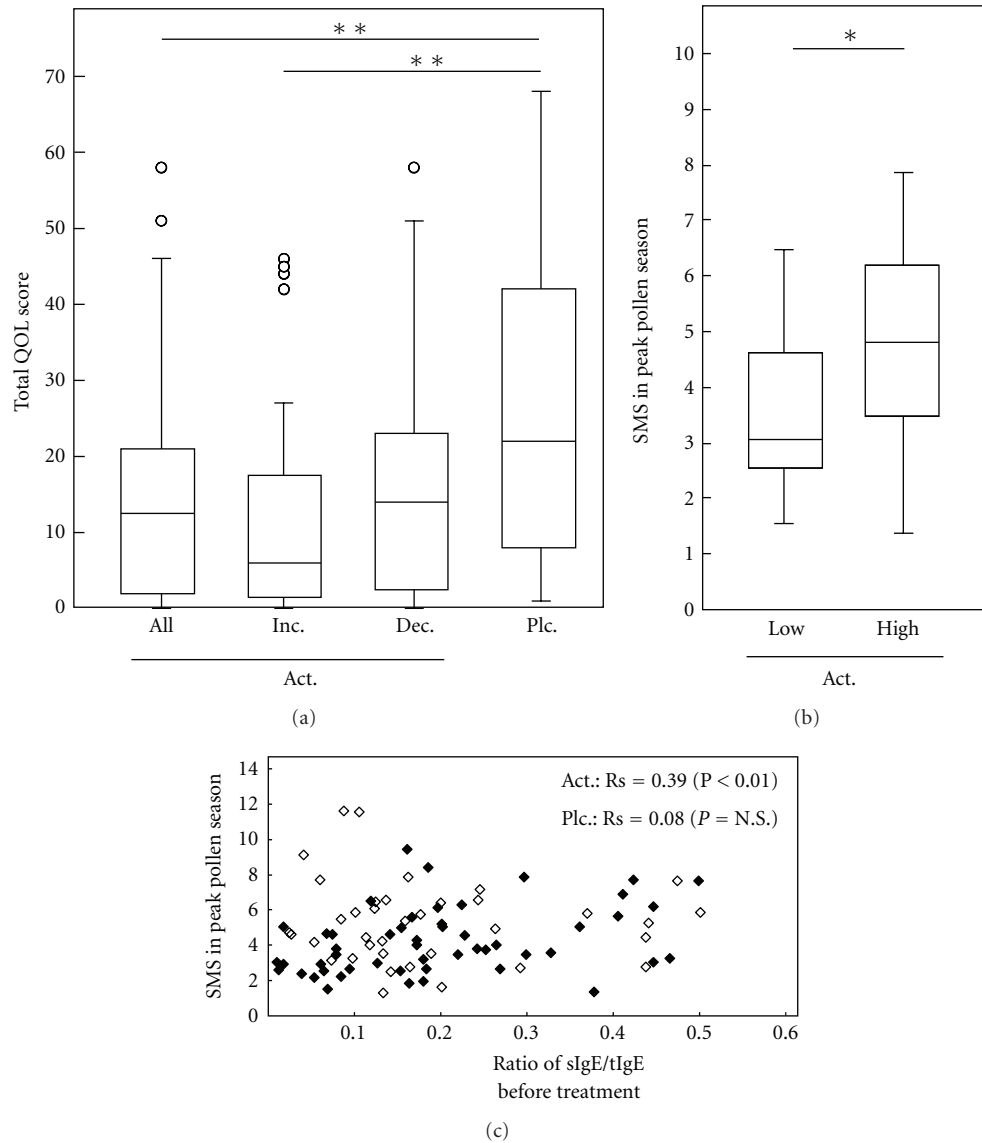 ∗∗
∗∗
70
60
50
40
30
20
10
0
Total QOL score
All Inc. Dec. Plc.
Act.
(a)
∗
10
9
8
7
6
5
4
3
2
1
0
SMS in peak pollen season
Low High
Act.
(b)
14
12
10
8
6
4
2
0
SMS in peak pollen season
Act.: Rs = 0.39 (P < 0.01)
Plc.: Rs = 0.08 (P = N.S.)
0.1 0.2 0.3 0.4 0.5 0.6
Ratio of sIgE/tIgE
before treatment
(c)